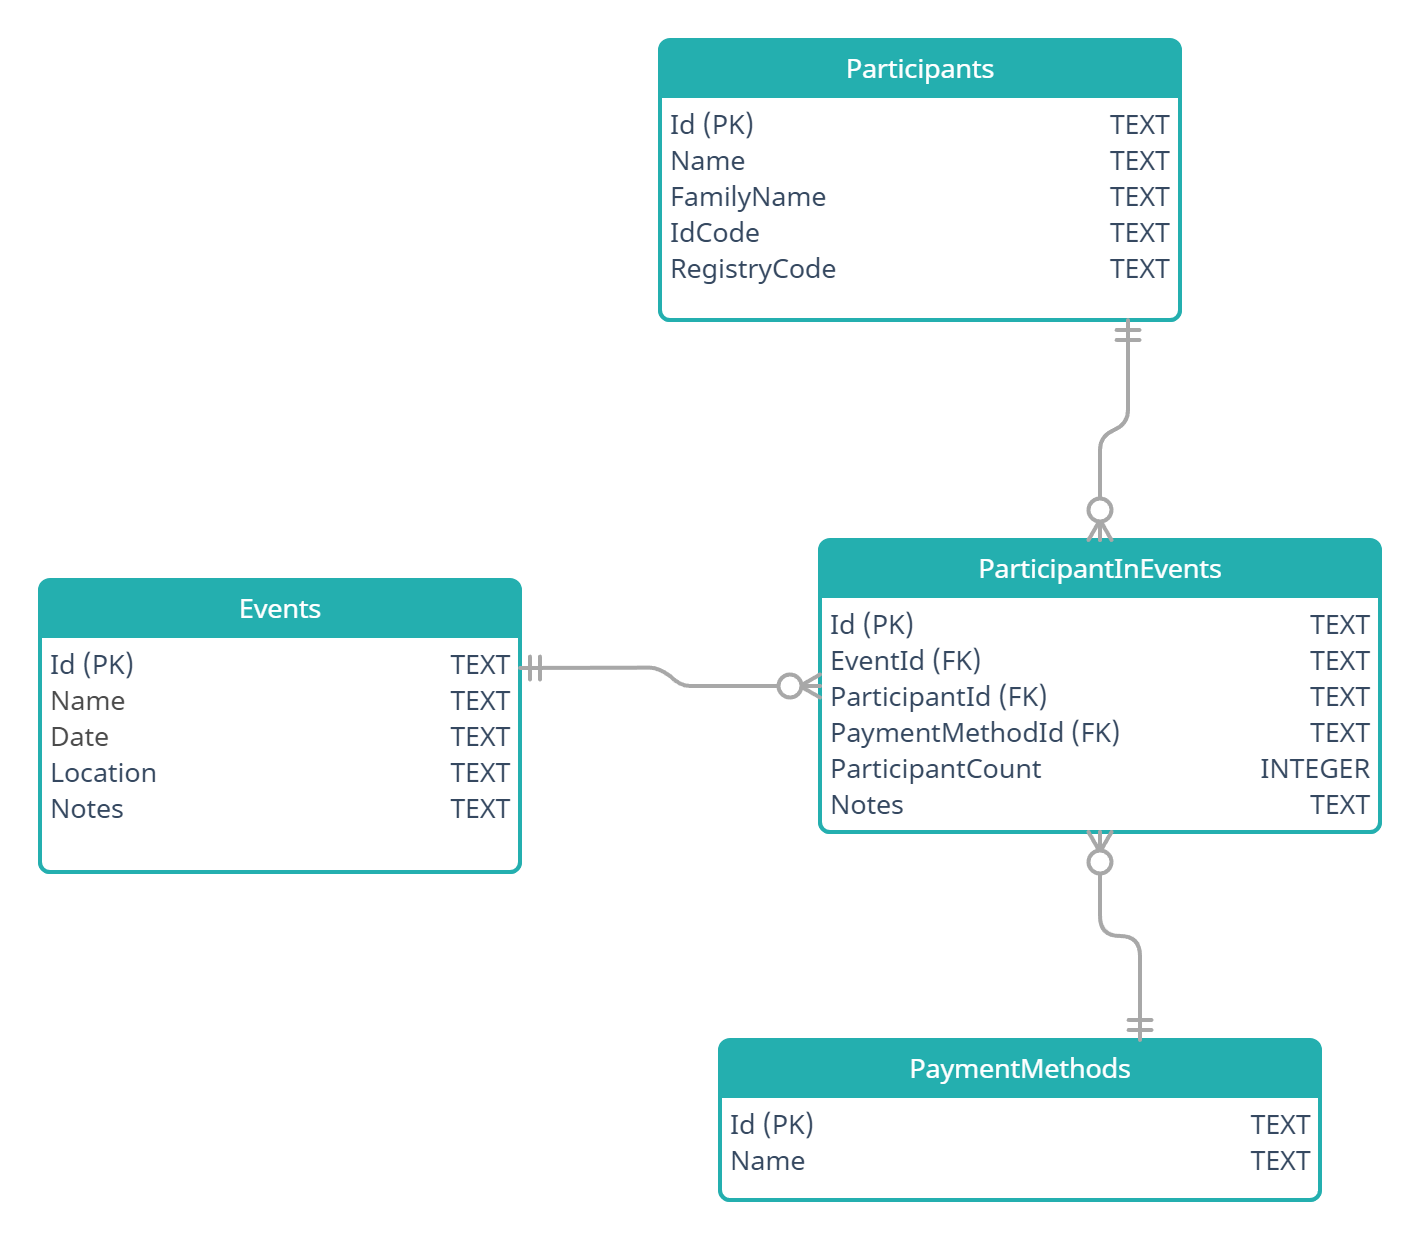 Participants
Id (PK) TEXT
Name TEXT
FamilyName TEXT
IdCode TEXT
RegistryCode TEXT
Events
Id (PK) TEXT
Name TEXT
Date TEXT
Location TEXT
Notes TEXT
ParticipantInEvents
Id (PK) TEXT
EventId (FK) TEXT
ParticipantId (FK) TEXT
PaymentMethodId (FK) TEXT
ParticipantCount INTEGER
Notes TEXT
PaymentMethods
Id (PK) TEXT
Name TEXT